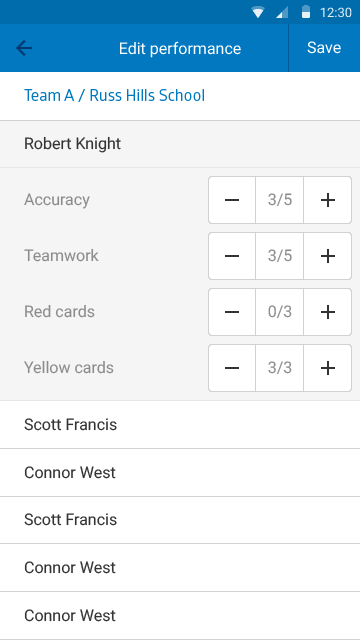 12:30
Edit performance Save
Team A / Russ Hills School
Robert Knight
Accuracy 3/5
Teamwork 3/5
Red cards 0/3
Yellow cards 3/3
Scott Francis
Connor West
Scott Francis
Connor West
Connor West